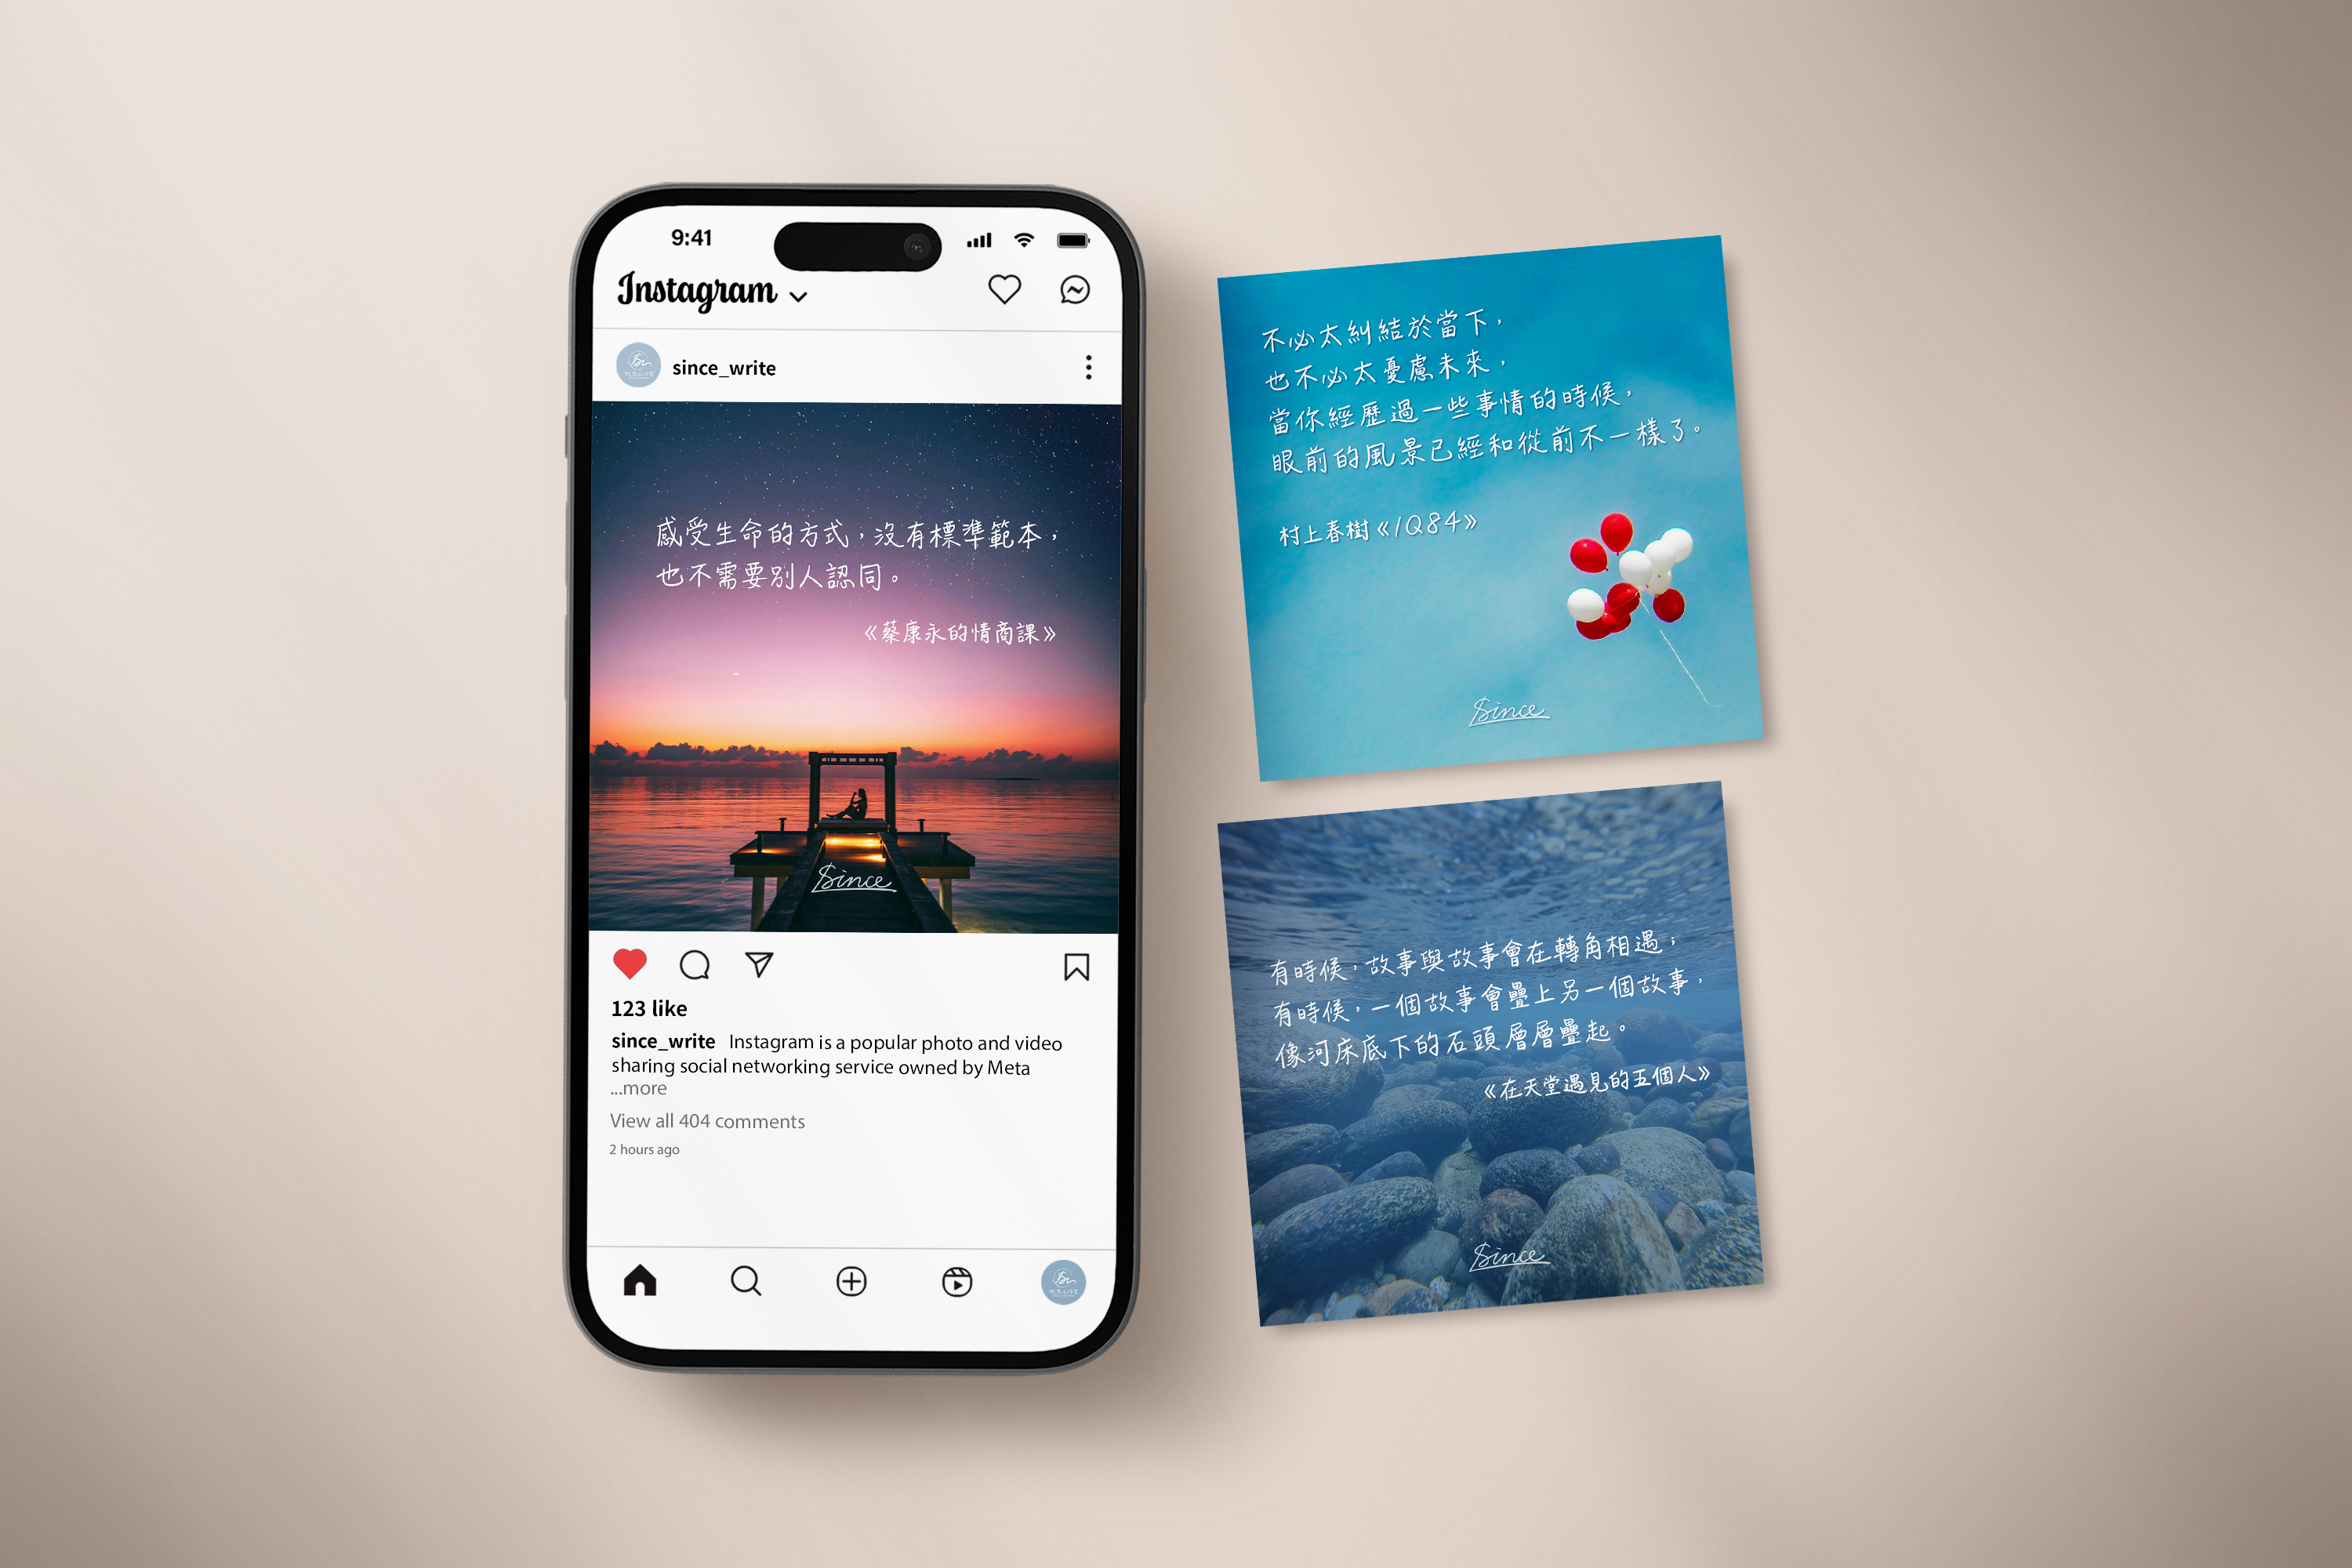 9:41
Instagram
since_write
感受生命的方式，沒有標準範本，
也不需要別人認同。
《蔡康永的情商課》
Since
123 like
since_write Instagram is a popular photo and video
sharing social networking service owned by Meta
...more
View all 404 comments
2 hours ago
不必太糾結於當下，
也不必太憂慮未來，
當你經歷過一些事情的時候，
眼前的風景已經和從前不一樣了。
村上春樹《1Q84》
Since
有時候，故事與故事會在轉角相遇；
有時候，一個故事會疊上另一個故事，
像河床底下的石頭層層疊起。
《在天堂遇見的五個人》
Since